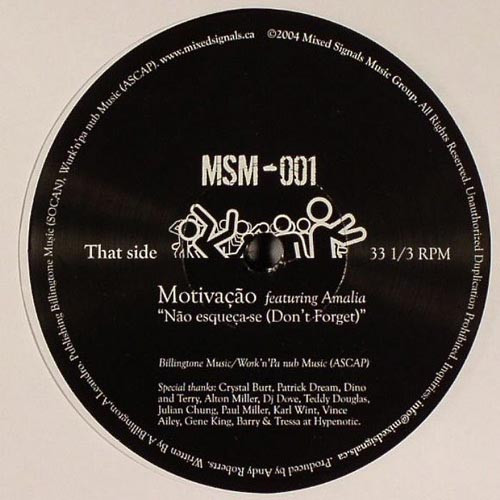 ©2004 Mixed Signals Music Group. All Rights Reserved. Unauthorized Duplication Prohibited. Inquiries: info@mixedsignals.ca.
Produced by Andy Roberts. Written By A.Billington/A.Leandro. Publishing Billingtone Music (SOCAN), Work'n'pa nub Music (ASCAP). www.mixedsignals.ca
MSM-001
That side
33 1/3 RPM
Motivação featuring Amalia
“Não esqueça-se (Don't Forget)”
Billingtone Music/Work'n'Pa nub Music (ASCAP)
Special thanks: Crystal Burt, Patrick Dream, Dino
and Terry, Alton Miller, Dj Dove, Teddy Douglas,
Julian Chung, Paul Miller, Karl Wint, Vince
Ailey, Gene King, Barry & Tressa at Hypnotic.